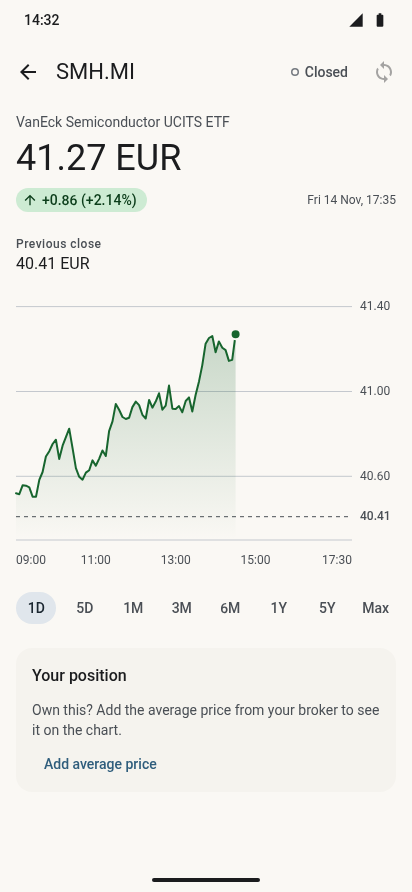 14:32
SMH.MI
Closed
VanEck Semiconductor UCITS ETF
41.27 EUR
+0.86 (+2.14%)
Fri 14 Nov, 17:35
Previous close
40.41 EUR
41.40
41.00
40.60
40.41
09:00 11:00 13:00 15:00 17:30
1D 5D 1M 3M 6M 1Y 5Y Max
Your position
Own this? Add the average price from your broker to see
it on the chart.
Add average price